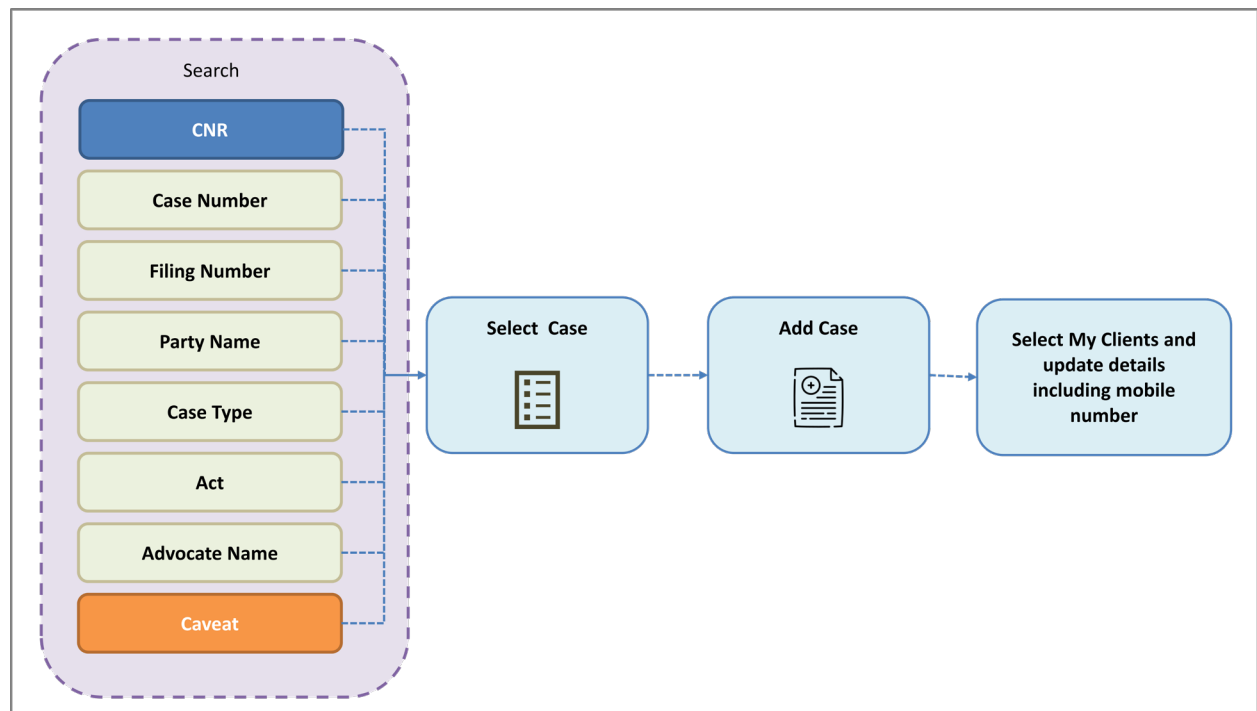 Search
CNR
Case Number
Filing Number
Party Name
Case Type
Act
Advocate Name
Caveat
Select Case
Add Case
Select My Clients and
update details
including mobile
number